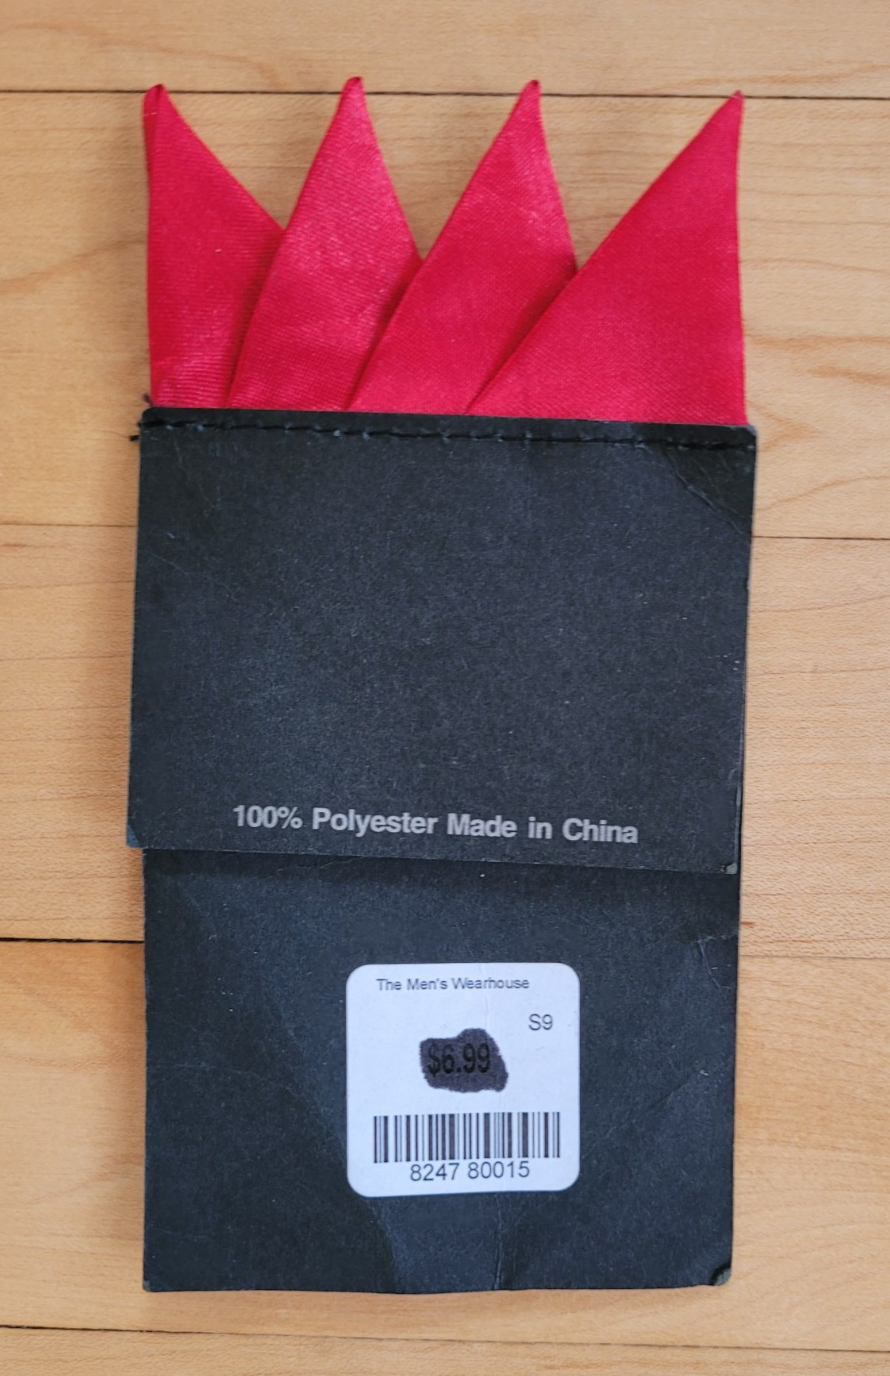 100% Polyester Made in China
The Men's Wearhouse
S9
$6.99
8247 80015